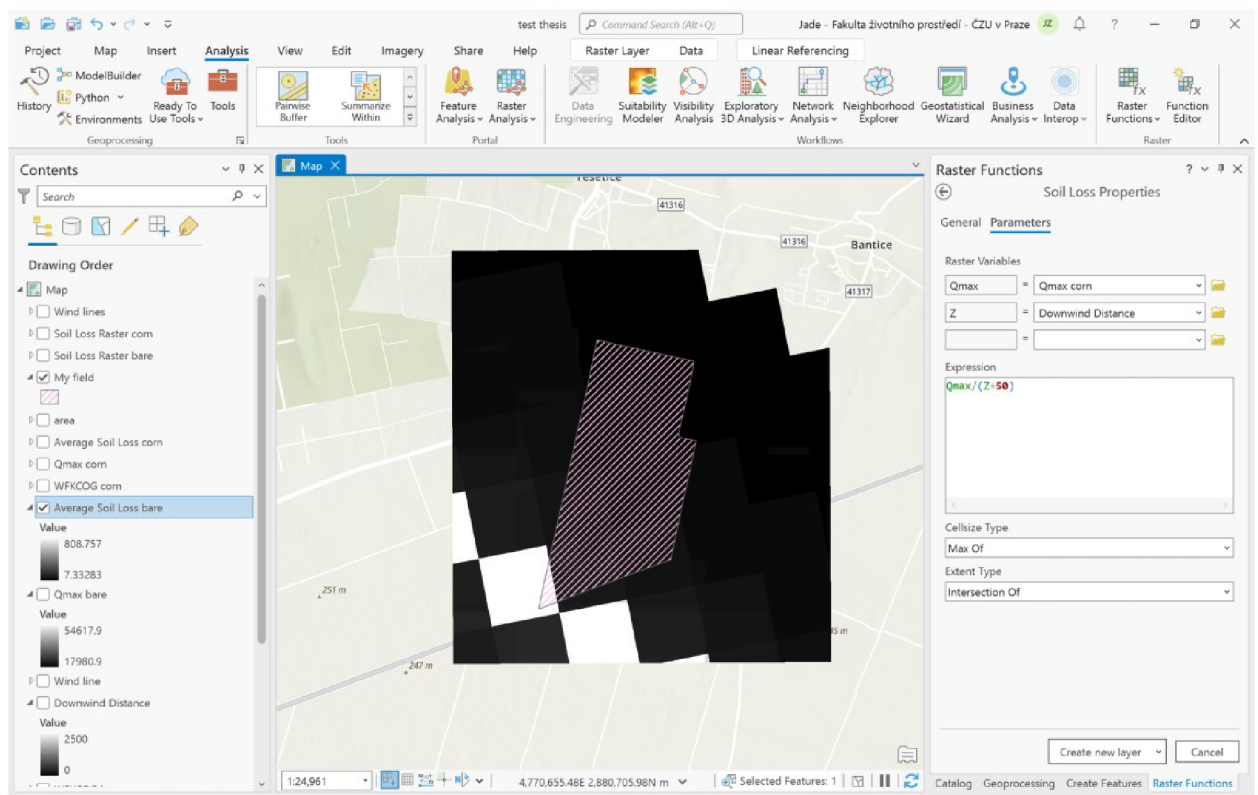 test thesis
Command Search (Alt+Q)
Jade - Fakulta životního prostředí - ČZU v Praze
JZ
?
Project Map Insert Analysis View Edit Imagery Share Help Raster Layer Data Linear Referencing
History
ModelBuilder
Python
Environments
Ready To Use Tools
Tools
Geoprocessing
Pairwise Buffer
Summarize Within
Tools
Feature Analysis
Raster Analysis
Portal
Data Engineering
Suitability Modeler
Visibility Analysis
Exploratory 3D Analysis
Network Analysis
Neighborhood Explorer
Geostatistical Wizard
Business Analysis
Data Interop
Workflows
Raster Functions
Function Editor
Raster
Contents
Search
Drawing Order
Map
Wind lines
Soil Loss Raster corn
Soil Loss Raster bare
My field
area
Average Soil Loss corn
Qmax corn
WFKCOG corn
Average Soil Loss bare
Value
808.757
7.33283
Qmax bare
Value
54617.9
17980.9
Wind line
Downwind Distance
Value
2500
0
Map
41316
41316
Bantice
41317
251 m
247 m
1:24,961
4,770,655.48E 2,880,705.98N m
Selected Features: 1
Raster Functions
?
Soil Loss Properties
General Parameters
Raster Variables
Qmax = Qmax corn
Z = Downwind Distance
=
Expression
Qmax/(Z+50)
Cellsize Type
Max Of
Extent Type
Intersection Of
Create new layer
Cancel
Catalog Geoprocessing Create Features Raster Functions